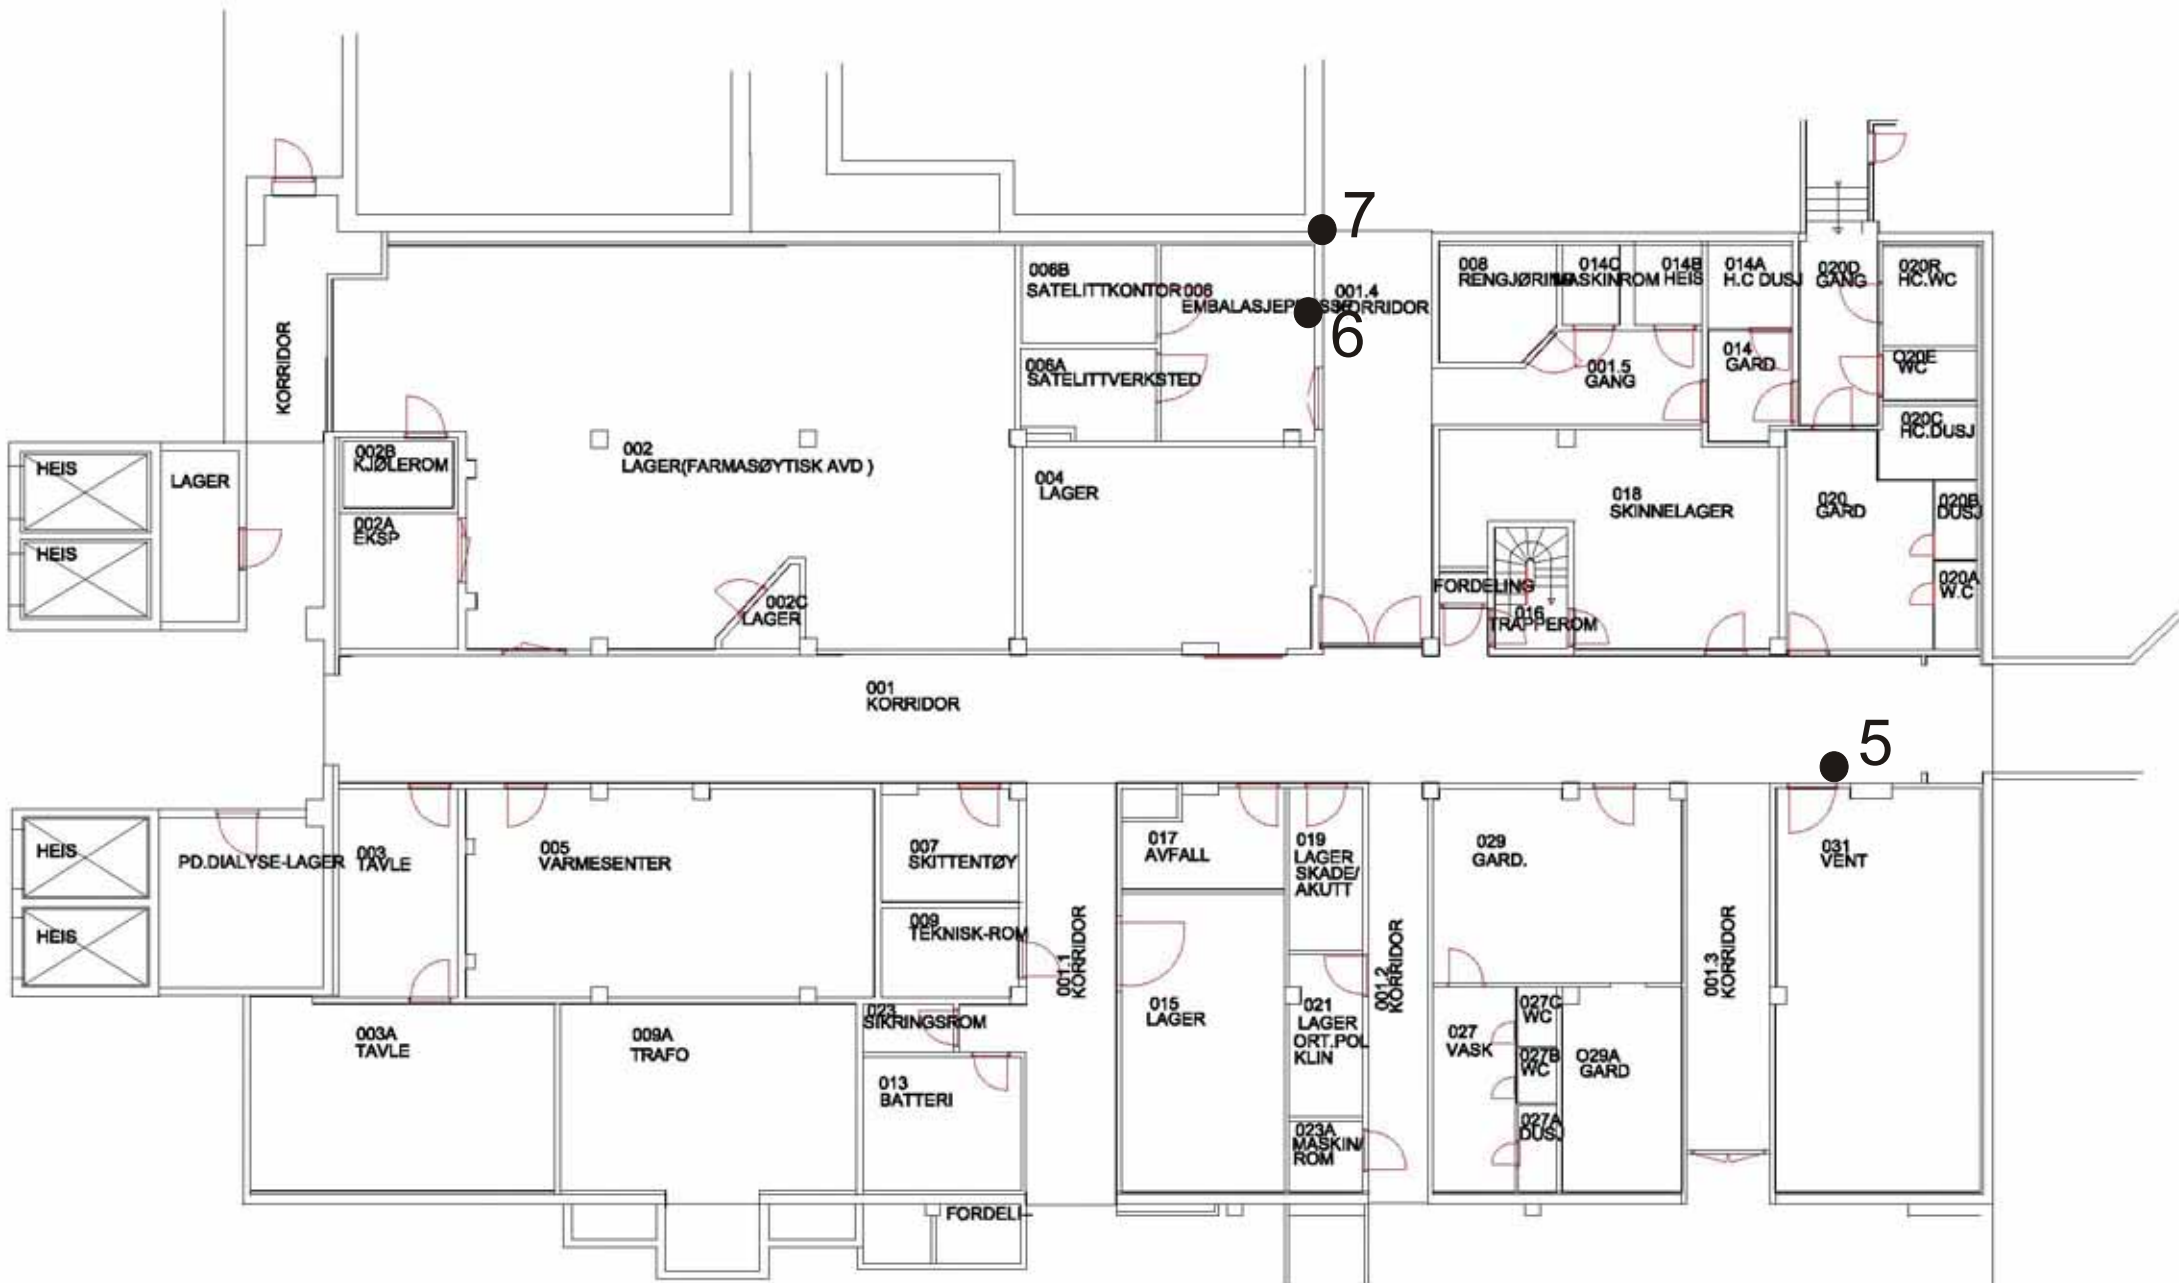 7
008
RENGJØRING
014C
MASKINROM
014B
HEIS
014A
H.C DUSJ
020D
GANG
020R
HC.WC
006B
SATELITTKONTOR
006
001.4
KORRIDOR
6
KORRIDOR
006A
SATELITTVERKSTED
001.5
GANG
014
GARD
O20E
WC
020C
HC.DUSJ
HEIS
LAGER
002B
KJØLEROM
002
LAGER(FARMASØYTISK AVD )
004
LAGER
018
SKINNELAGER
020
GARD
020B
DUSJ
HEIS
002A
EKSP
002C
LAGER
FORDELING
016
TRAPPEROM
020A
W.C
001
KORRIDOR
5
HEIS
PD.DIALYSE-LAGER
003
TAVLE
005
VARMESENTER
007
SKITTENTØY
017
AVFALL
019
LAGER
SKADE/
AKUTT
029
GARD.
031
VENT
HEIS
009
TEKNISK-ROM
001.1
KORRIDOR
001.2
KORRIDOR
001.3
KORRIDOR
003A
TAVLE
009A
TRAFO
023
SIKRINGSROM
015
LAGER
021
LAGER
ORT.POL
KLIN
027
VASK
027C
WC
027B
WC
O29A
GARD
013
BATTERI
023A
MASKIN/
ROM
027A
DUSJ
FORDELI